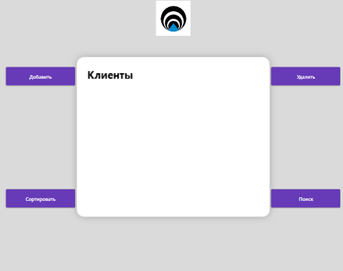 Клиенты
Добавить
Удалить
Сортировать
Поиск